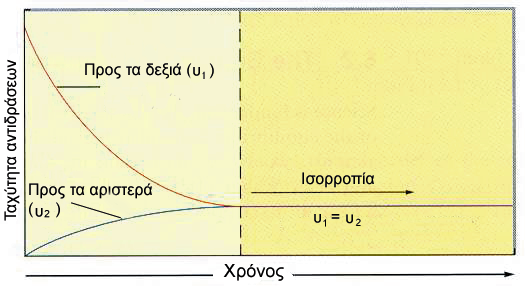 Ταχύτητα αντιδράσεων
Προς τα δεξιά (υ1)
Προς τα αριστερά
(υ2 )
Ισορροπία
υ1 = υ2
Χρόνος